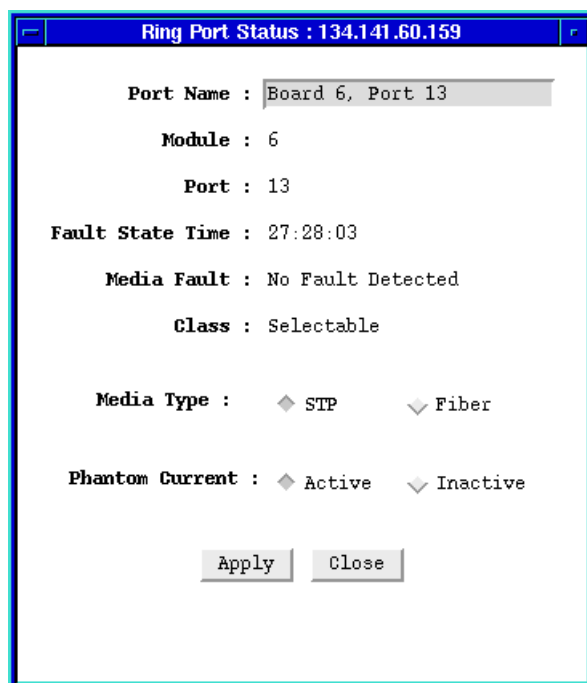 Ring Port Status : 134.141.60.159
Port Name : Board 6, Port 13
Module : 6
Port : 13
Fault State Time : 27:28:03
Media Fault : No Fault Detected
Class : Selectable
Media Type : STP Fiber
Phantom Current : Active Inactive
Apply Close